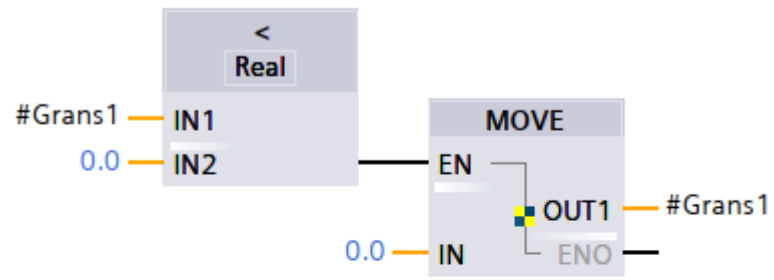 <
Real
#Grans1 IN1
0.0 IN2
MOVE
EN
OUT1 #Grans1
0.0 IN ENO